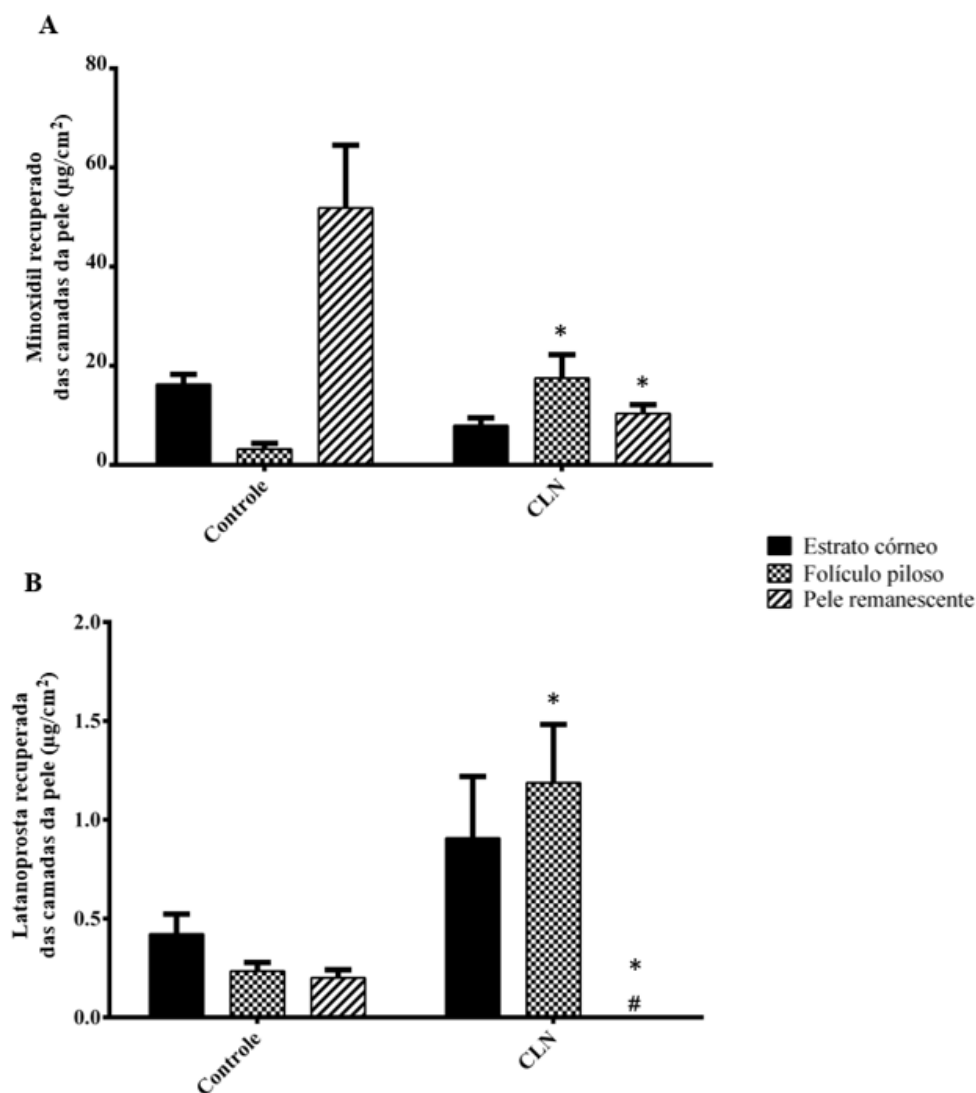 A
Minoxidil recuperado
das camadas da pele (µg/cm²)
80
60
40
20
0
*
*
Controle
CLN
Estrato córneo
Folículo piloso
Pele remanescente
B
Latanoprosta recuperada
das camadas da pele (µg/cm²)
2.0
1.5
1.0
0.5
0.0
*
*
#
Controle
CLN